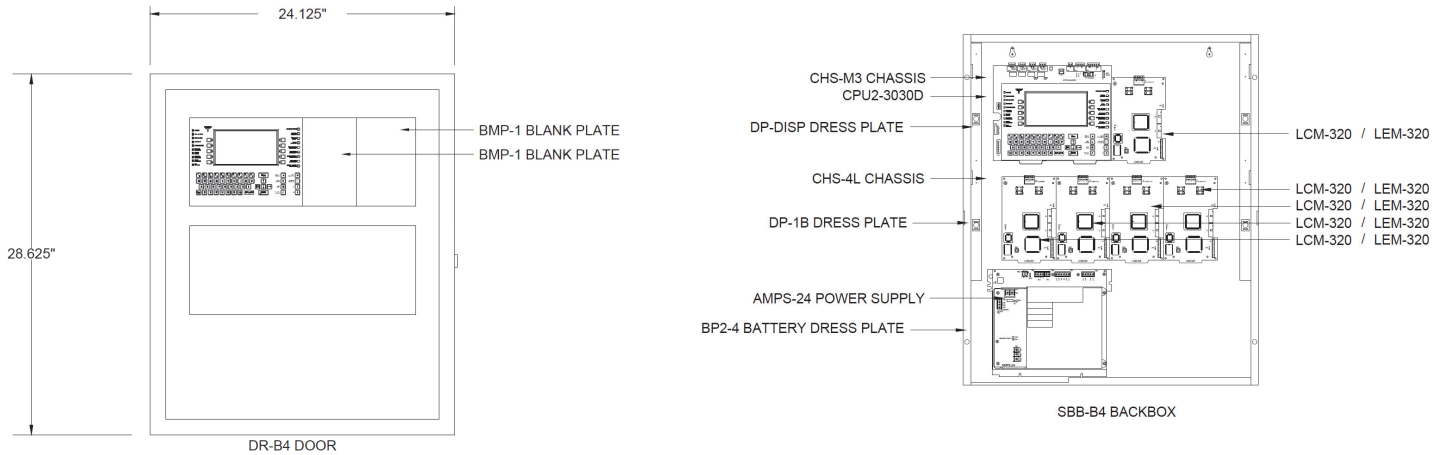 24.125"
28.625"
BMP-1 BLANK PLATE
BMP-1 BLANK PLATE
DR-B4 DOOR
CHS-M3 CHASSIS
CPU2-3030D
DP-DISP DRESS PLATE
CHS-4L CHASSIS
DP-1B DRESS PLATE
AMPS-24 POWER SUPPLY
BP2-4 BATTERY DRESS PLATE
LCM-320 / LEM-320
LCM-320 / LEM-320
LCM-320 / LEM-320
LCM-320 / LEM-320
LCM-320 / LEM-320
AMPS-24
SBB-B4 BACKBOX